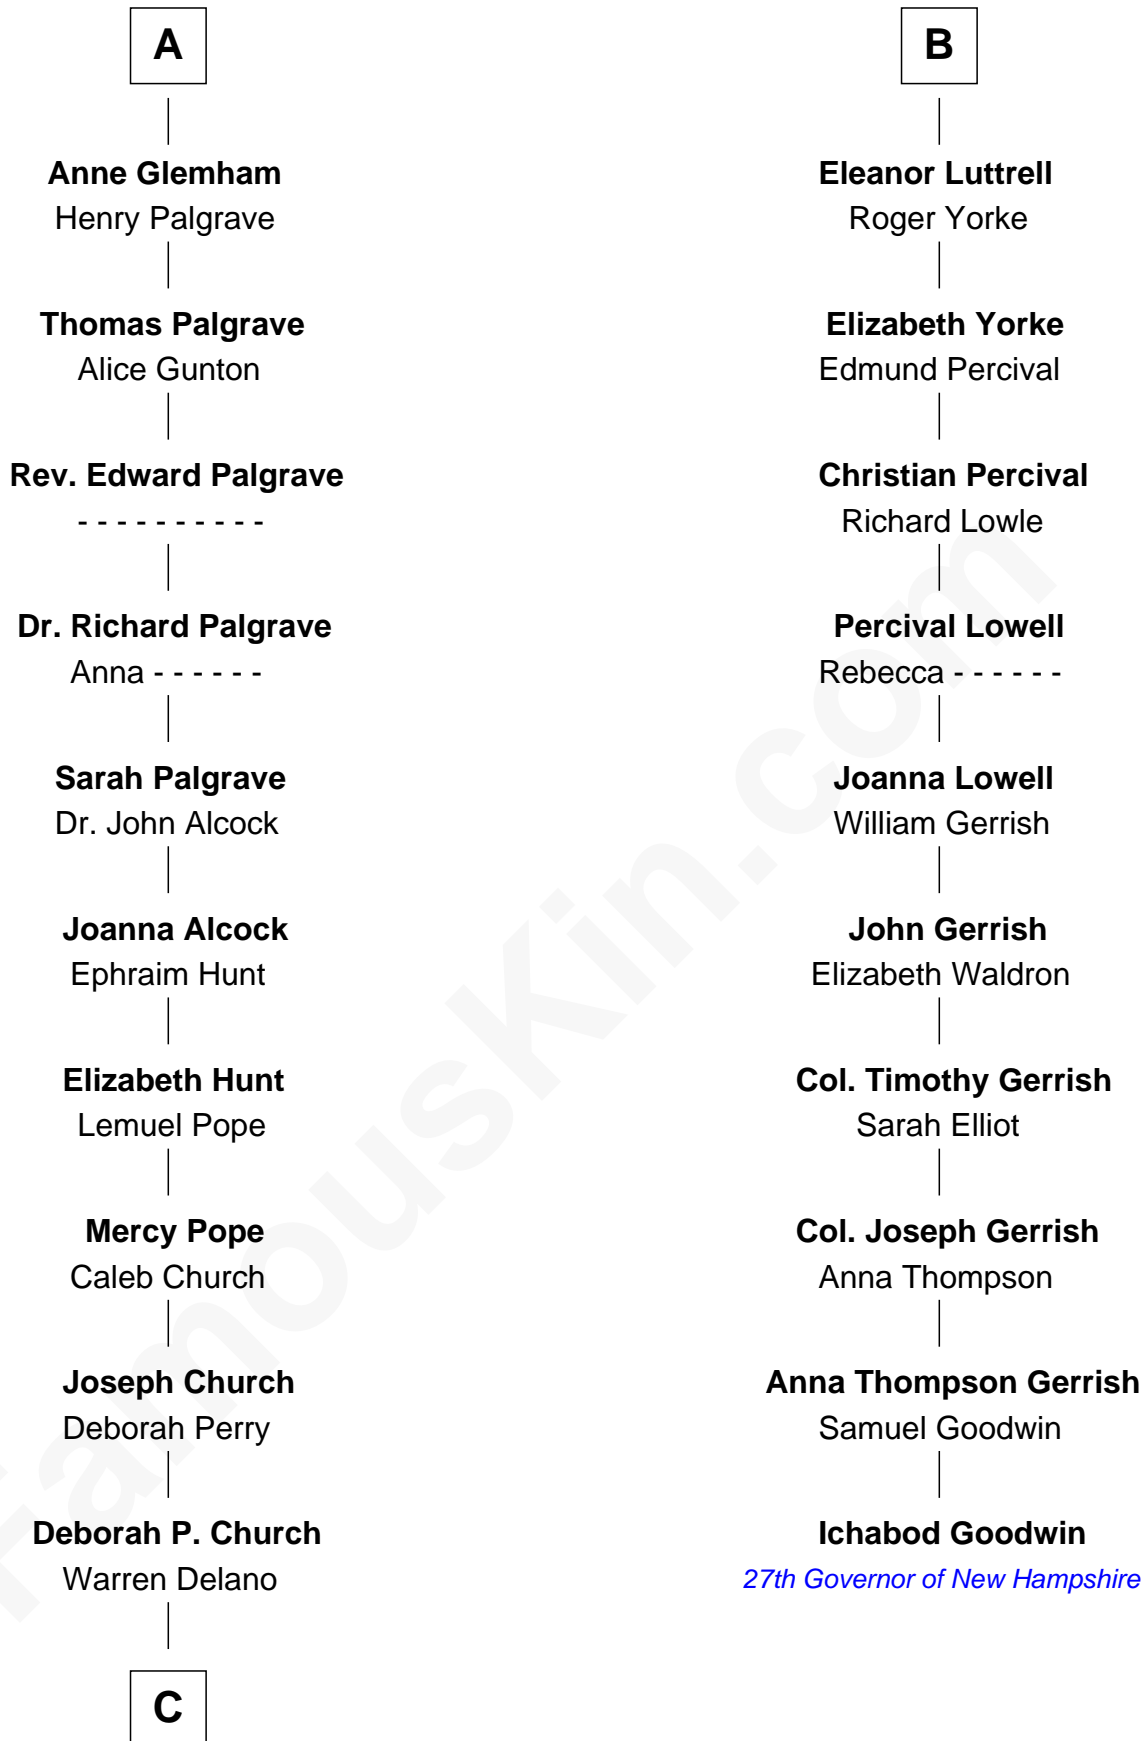 A
Anne Glemham
Henry Palgrave
Thomas Palgrave
Alice Gunton
Rev. Edward Palgrave
- - - - - - - - - -
Dr. Richard Palgrave
Anna - - - - - -
Sarah Palgrave
Dr. John Alcock
Joanna Alcock
Ephraim Hunt
Elizabeth Hunt
Lemuel Pope
Mercy Pope
Caleb Church
Joseph Church
Deborah Perry
Deborah P. Church
Warren Delano
C
B
Eleanor Luttrell
Roger Yorke
Elizabeth Yorke
Edmund Percival
Christian Percival
Richard Lowle
Percival Lowell
Rebecca - - - - - -
Joanna Lowell
William Gerrish
John Gerrish
Elizabeth Waldron
Col. Timothy Gerrish
Sarah Elliot
Col. Joseph Gerrish
Anna Thompson
Anna Thompson Gerrish
Samuel Goodwin
Ichabod Goodwin
27th Governor of New Hampshire
FamousKin.com